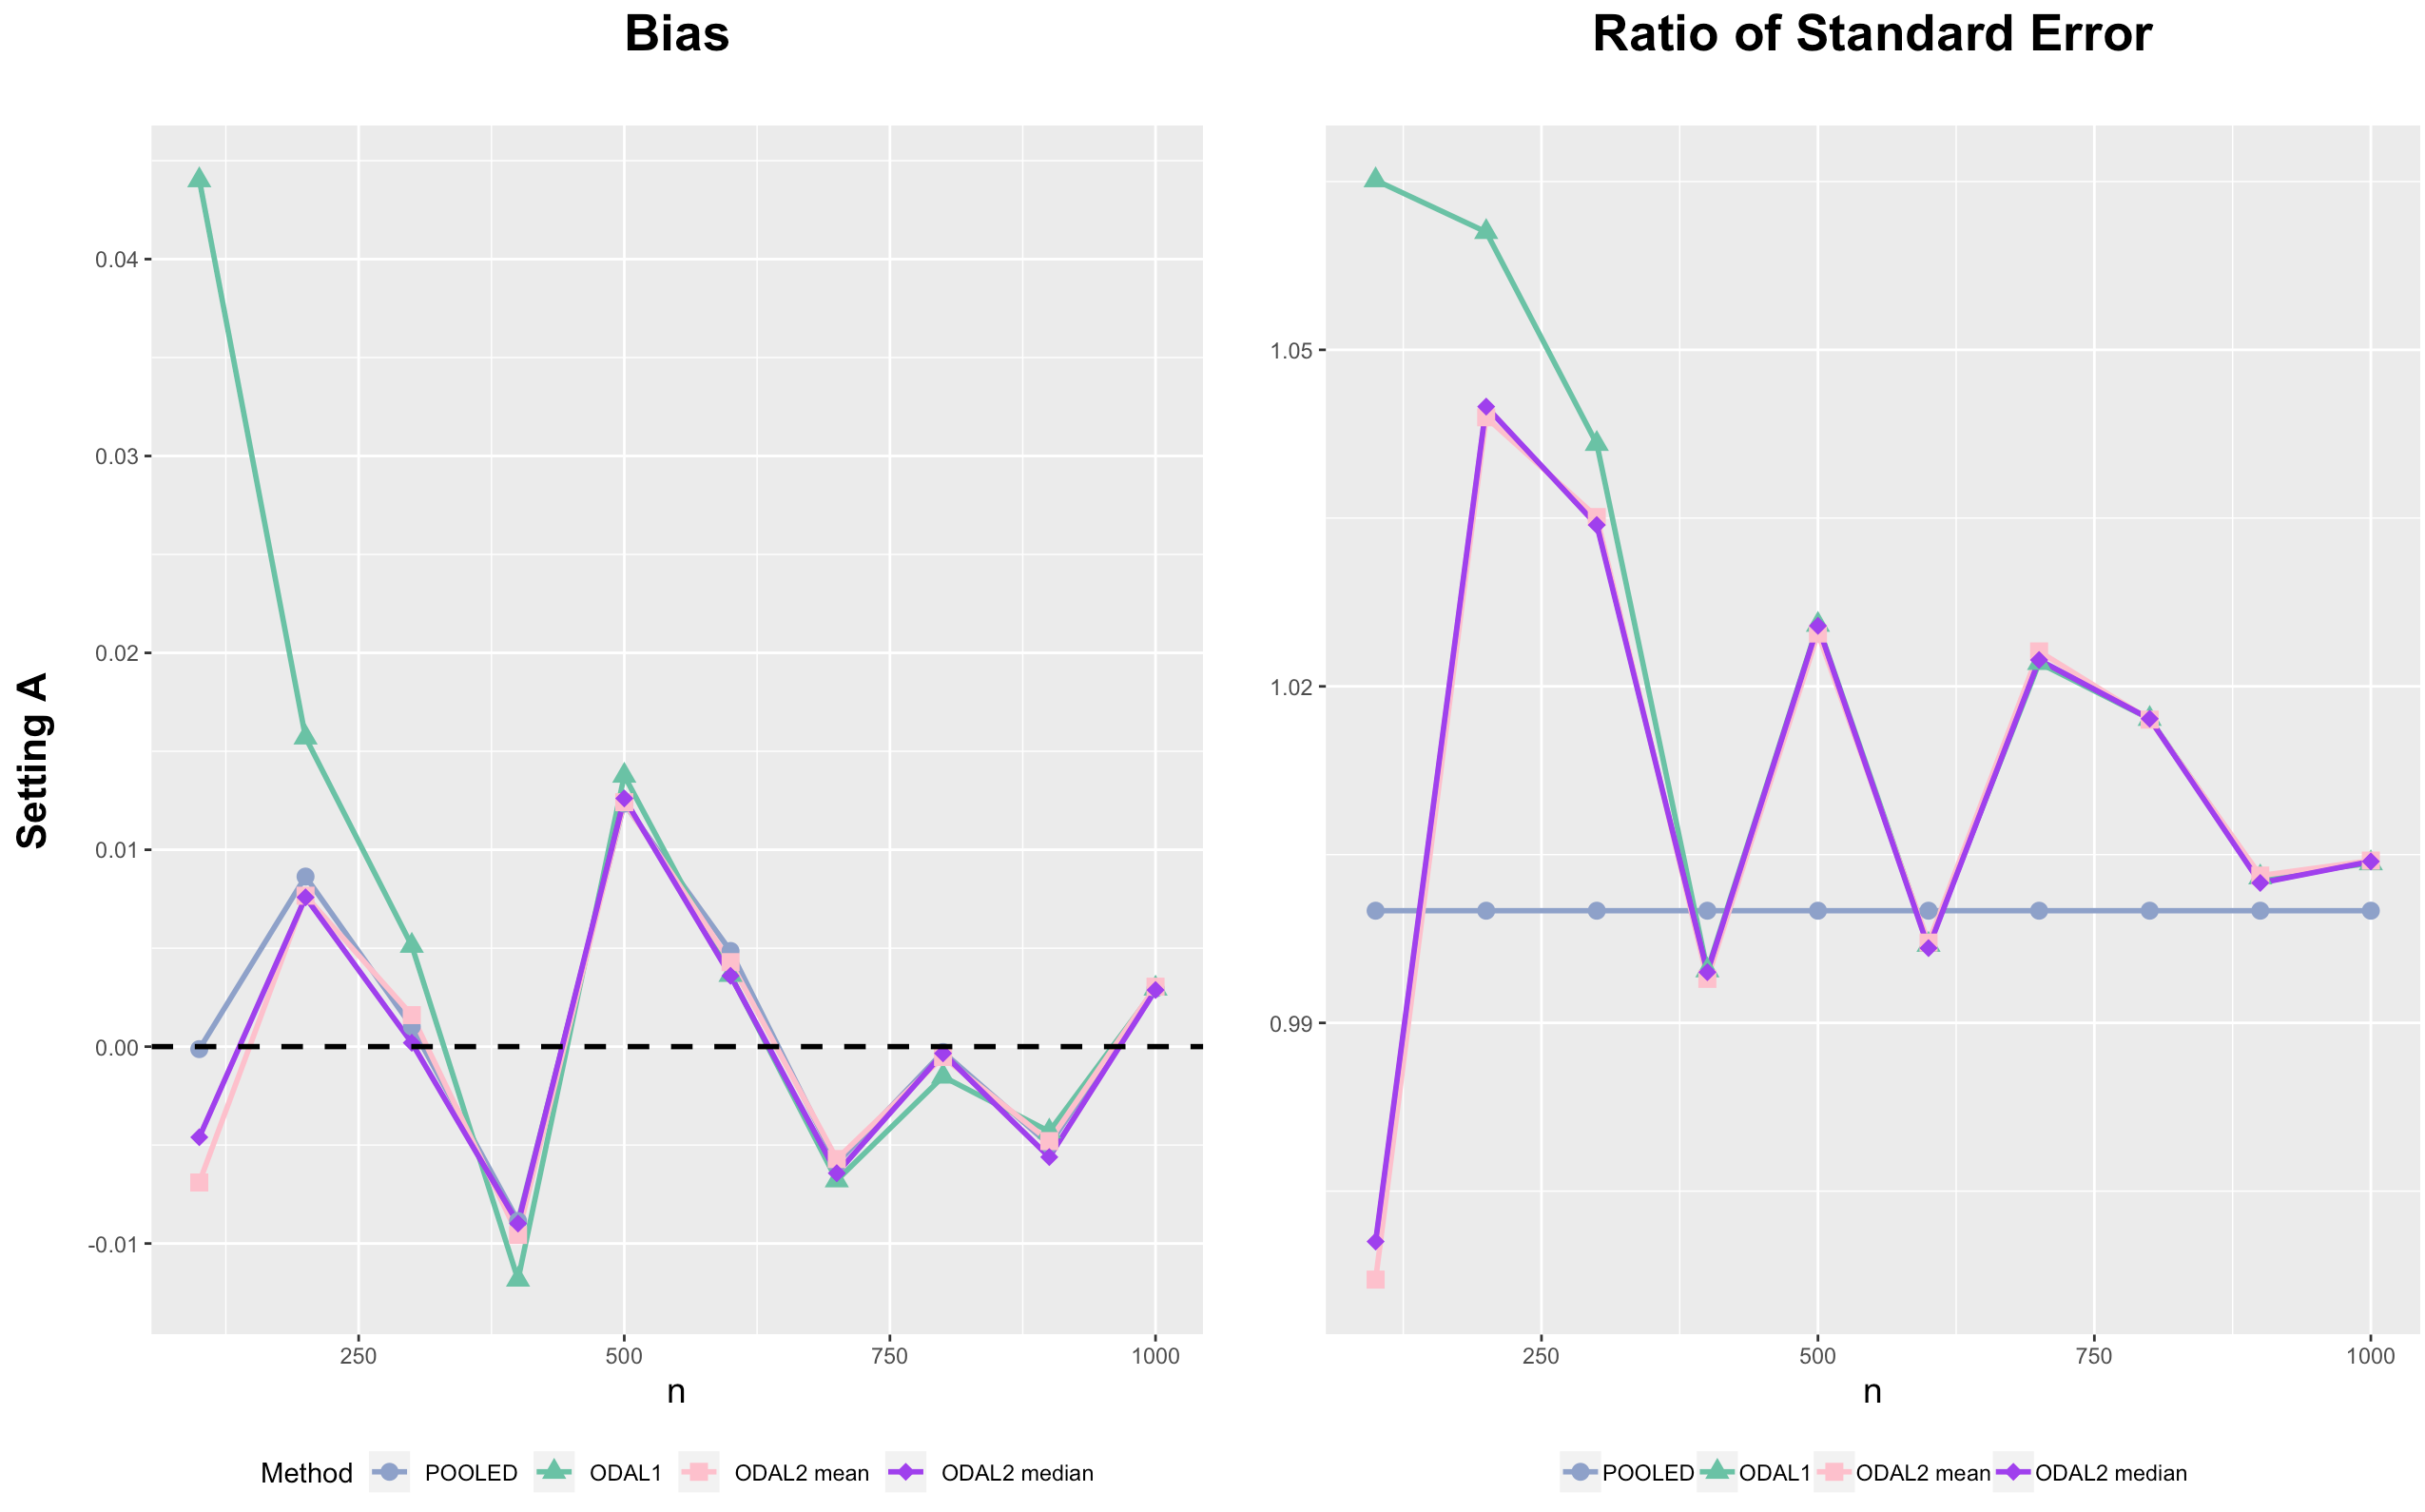 Bias
Ratio of Standard Error
Setting A
0.04
0.03
0.02
0.01
0.00
-0.01
250 500 750 1000
n
1.05
1.02
0.99
250 500 750 1000
n
Method POOLED ODAL1 ODAL2 mean ODAL2 median
POOLED ODAL1 ODAL2 mean ODAL2 median